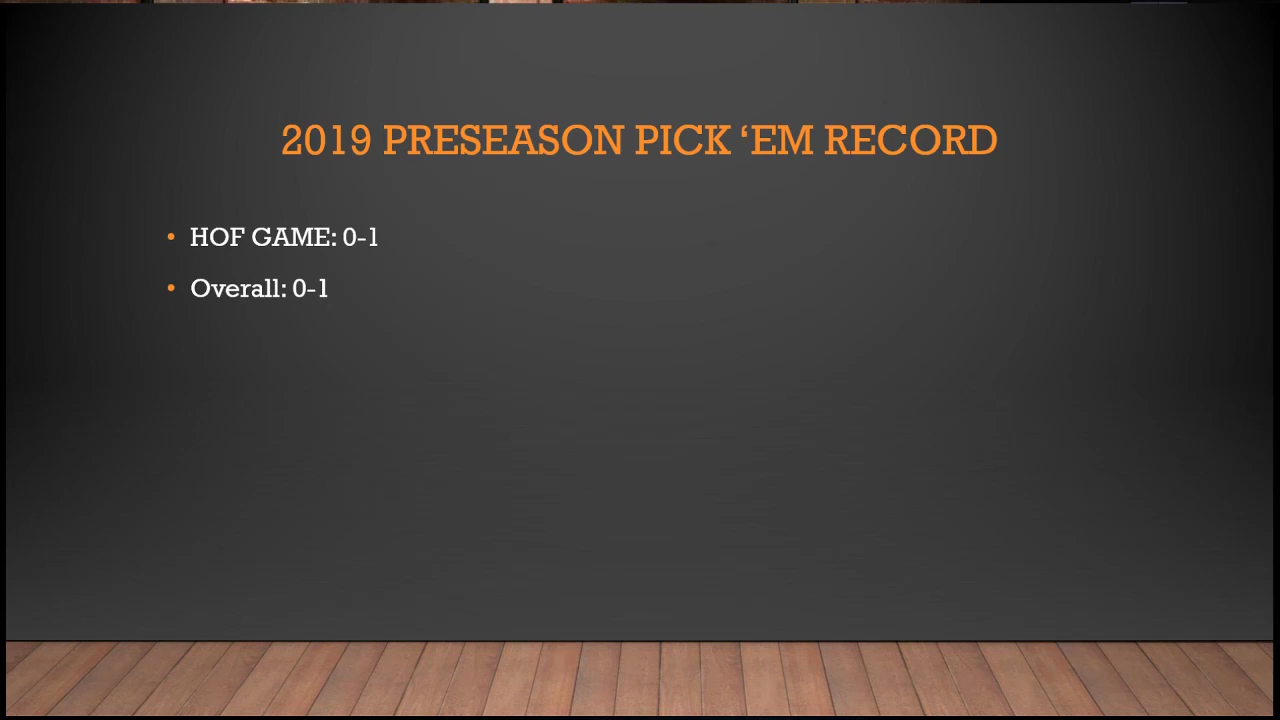 2019 PRESEASON PICK ‘EM RECORD
• HOF GAME: 0-1
• Overall: 0-1